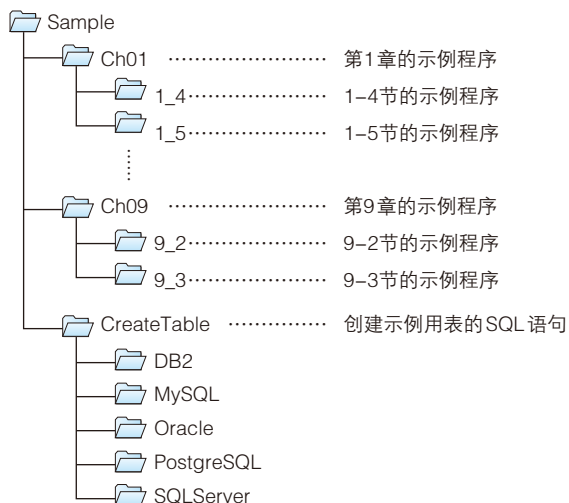 Sample
Ch01 ························ 第1章的示例程序
1_4····················· 1-4节的示例程序
1_5····················· 1-5节的示例程序
Ch09 ························ 第9章的示例程序
9_2····················· 9-2节的示例程序
9_3····················· 9-3节的示例程序
CreateTable ··············· 创建示例用表的SQL语句
DB2
MySQL
Oracle
PostgreSQL
SQLServer